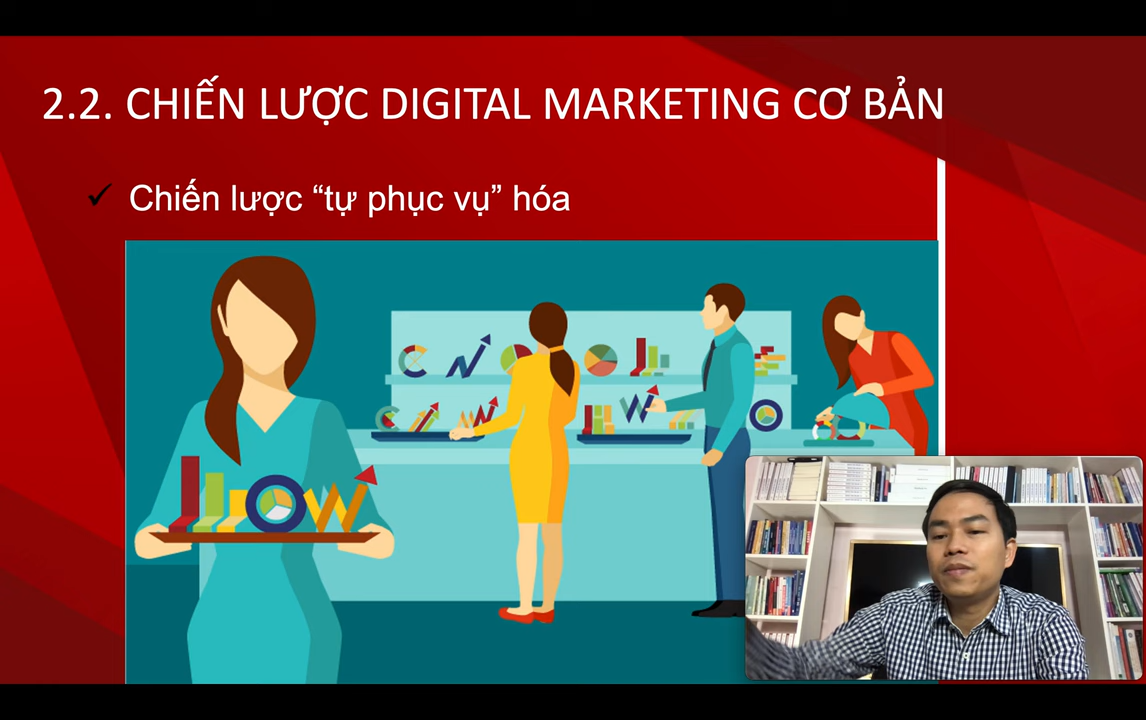 2.2. CHIẾN LƯỢC DIGITAL MARKETING CƠ BẢN
✓ Chiến lược “tự phục vụ” hóa